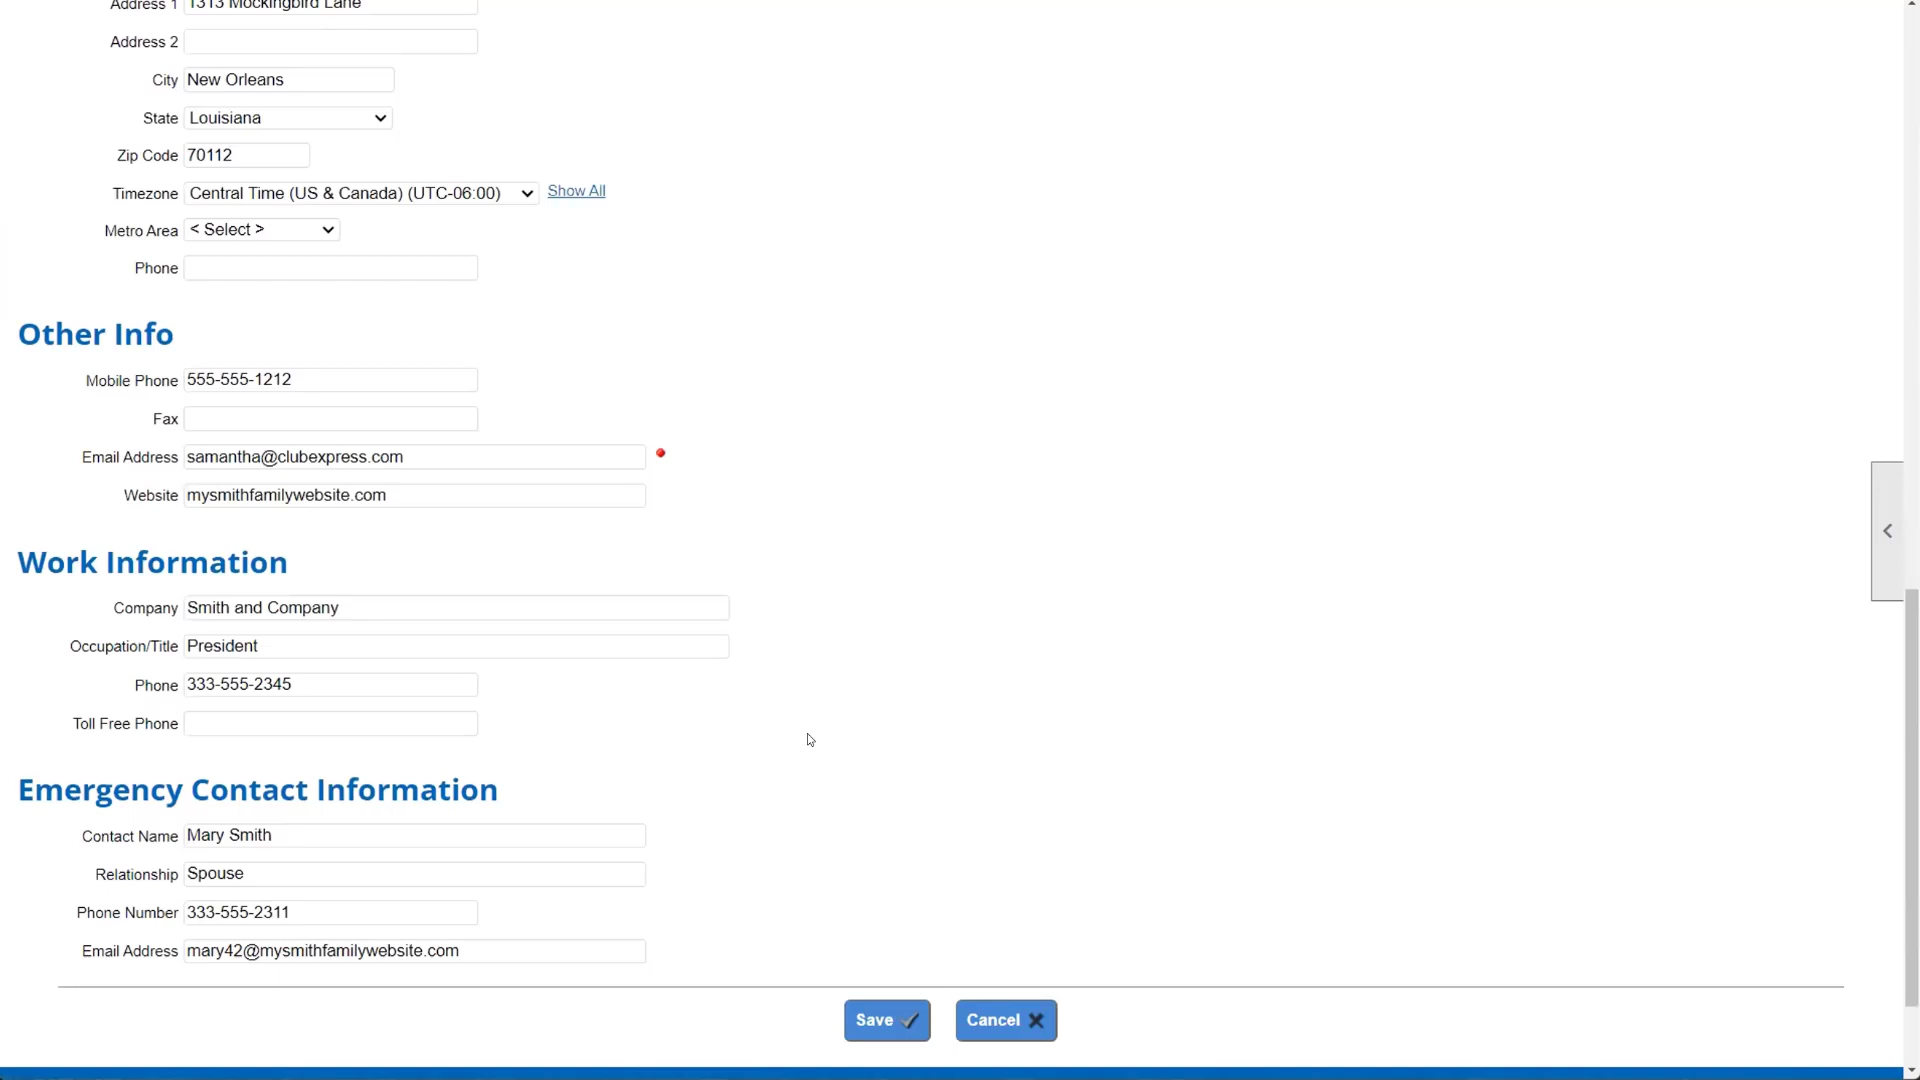 Address 1 1313 Mockingbird Lane
Address 2
City New Orleans
State Louisiana
Zip Code 70112
Timezone Central Time (US & Canada) (UTC-06:00) Show All
Metro Area < Select >
Phone
Other Info
Mobile Phone 555-555-1212
Fax
Email Address samantha@clubexpress.com
Website mysmithfamilywebsite.com
Work Information
Company Smith and Company
Occupation/Title President
Phone 333-555-2345
Toll Free Phone
Emergency Contact Information
Contact Name Mary Smith
Relationship Spouse
Phone Number 333-555-2311
Email Address mary42@mysmithfamilywebsite.com
Save Cancel